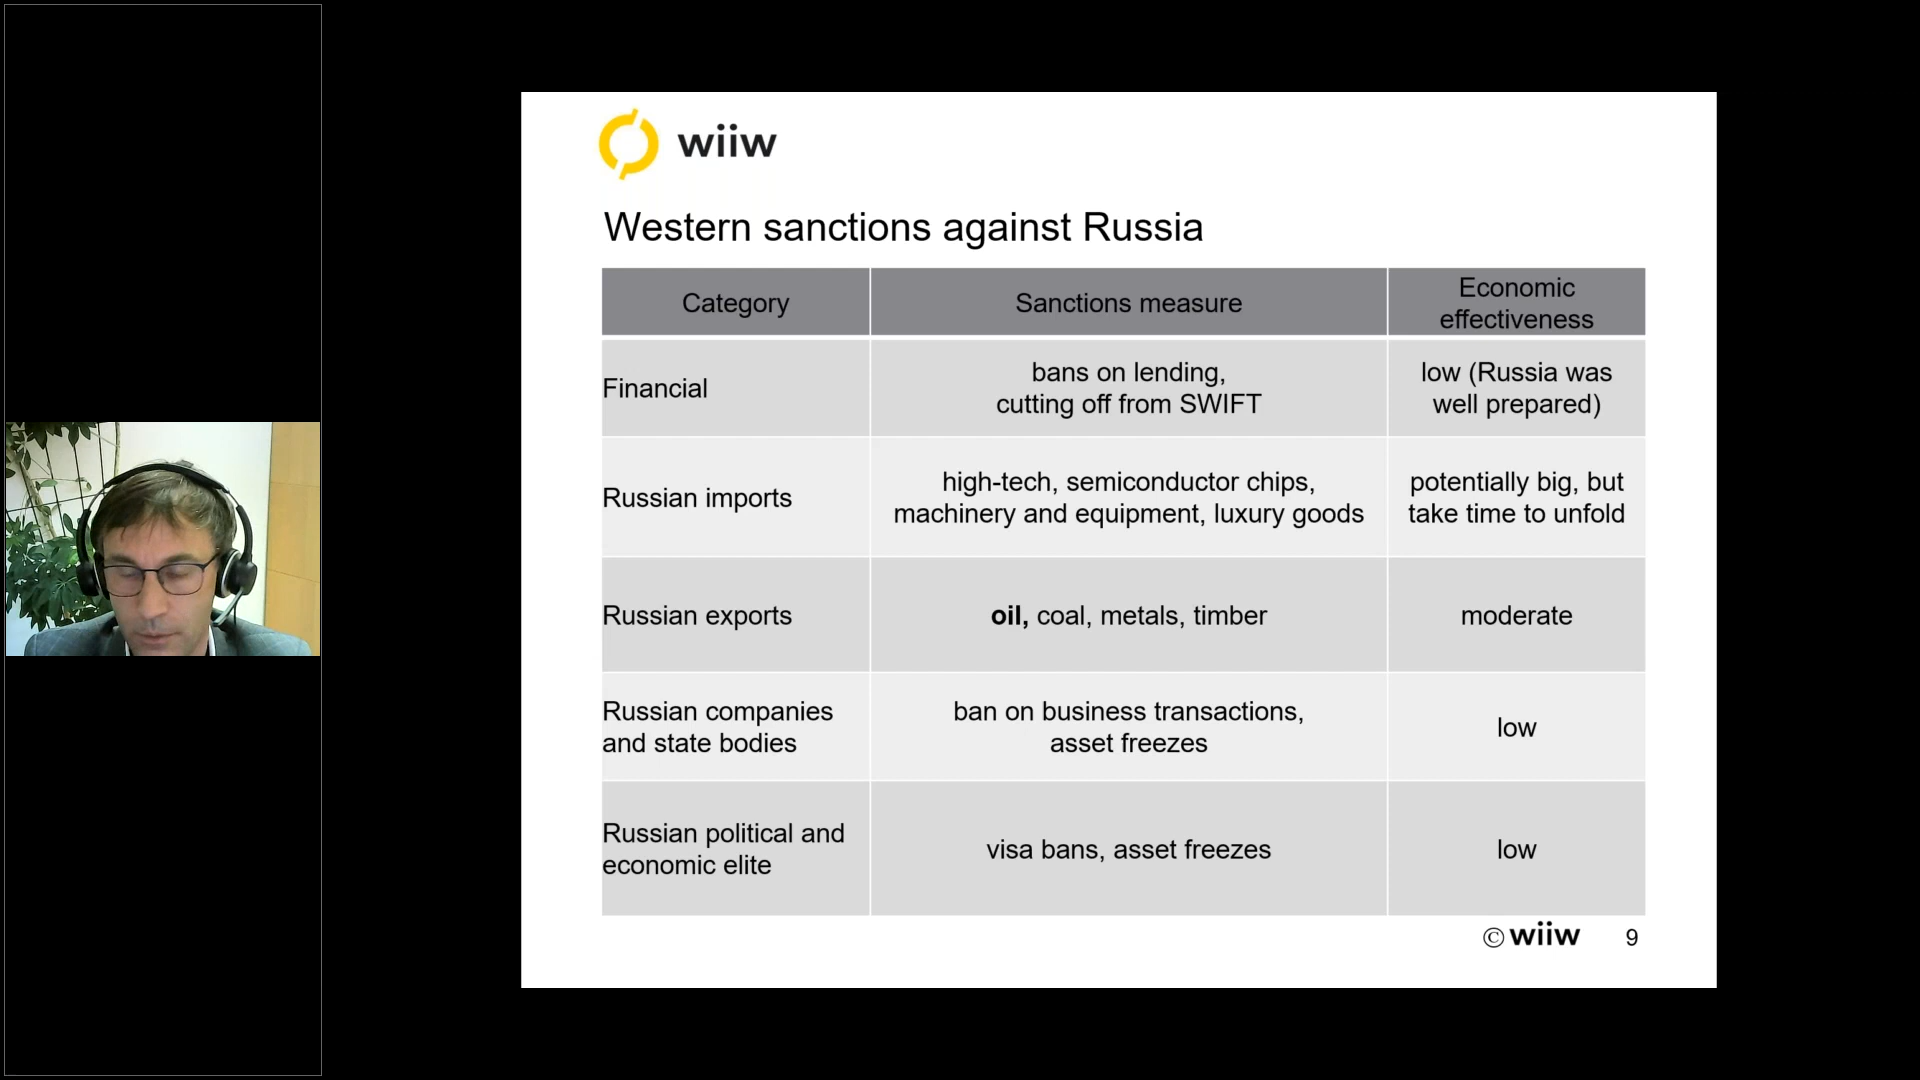 wiiw
Western sanctions against Russia
Category
Sanctions measure
Economic
effectiveness
Financial
bans on lending,
cutting off from SWIFT
low (Russia was
well prepared)
Russian imports
high-tech, semiconductor chips,
machinery and equipment, luxury goods
potentially big, but
take time to unfold
Russian exports
oil, coal, metals, timber
moderate
Russian companies
and state bodies
ban on business transactions,
asset freezes
low
Russian political and
economic elite
visa bans, asset freezes
low
© wiiw 9